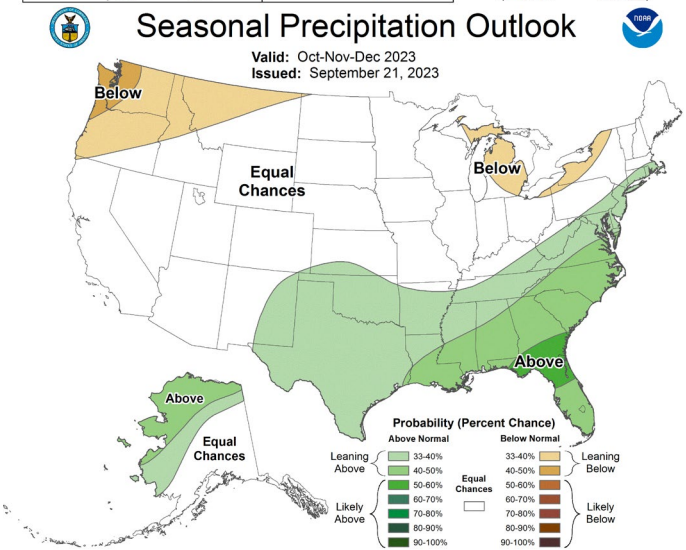 Seasonal Precipitation Outlook
NOAA
Valid: Oct-Nov-Dec 2023
Issued: September 21, 2023
Below
Equal
Chances
Below
Above
Above
Equal
Chances
Probability (Percent Chance)
Above Normal
Below Normal
Leaning
Above
33-40%
40-50%
50-60%
60-70%
70-80%
80-90%
90-100%
Likely
Above
Equal
Chances
33-40%
40-50%
50-60%
60-70%
70-80%
80-90%
90-100%
Leaning
Below
Likely
Below